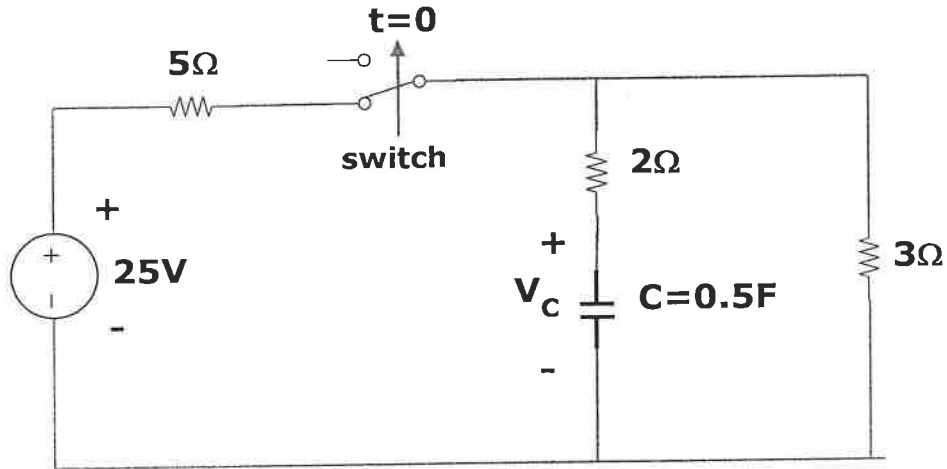 t=0
5Ω
switch
2Ω
+
+
+
25V
-
-
V_C
C=0.5F
3Ω
-